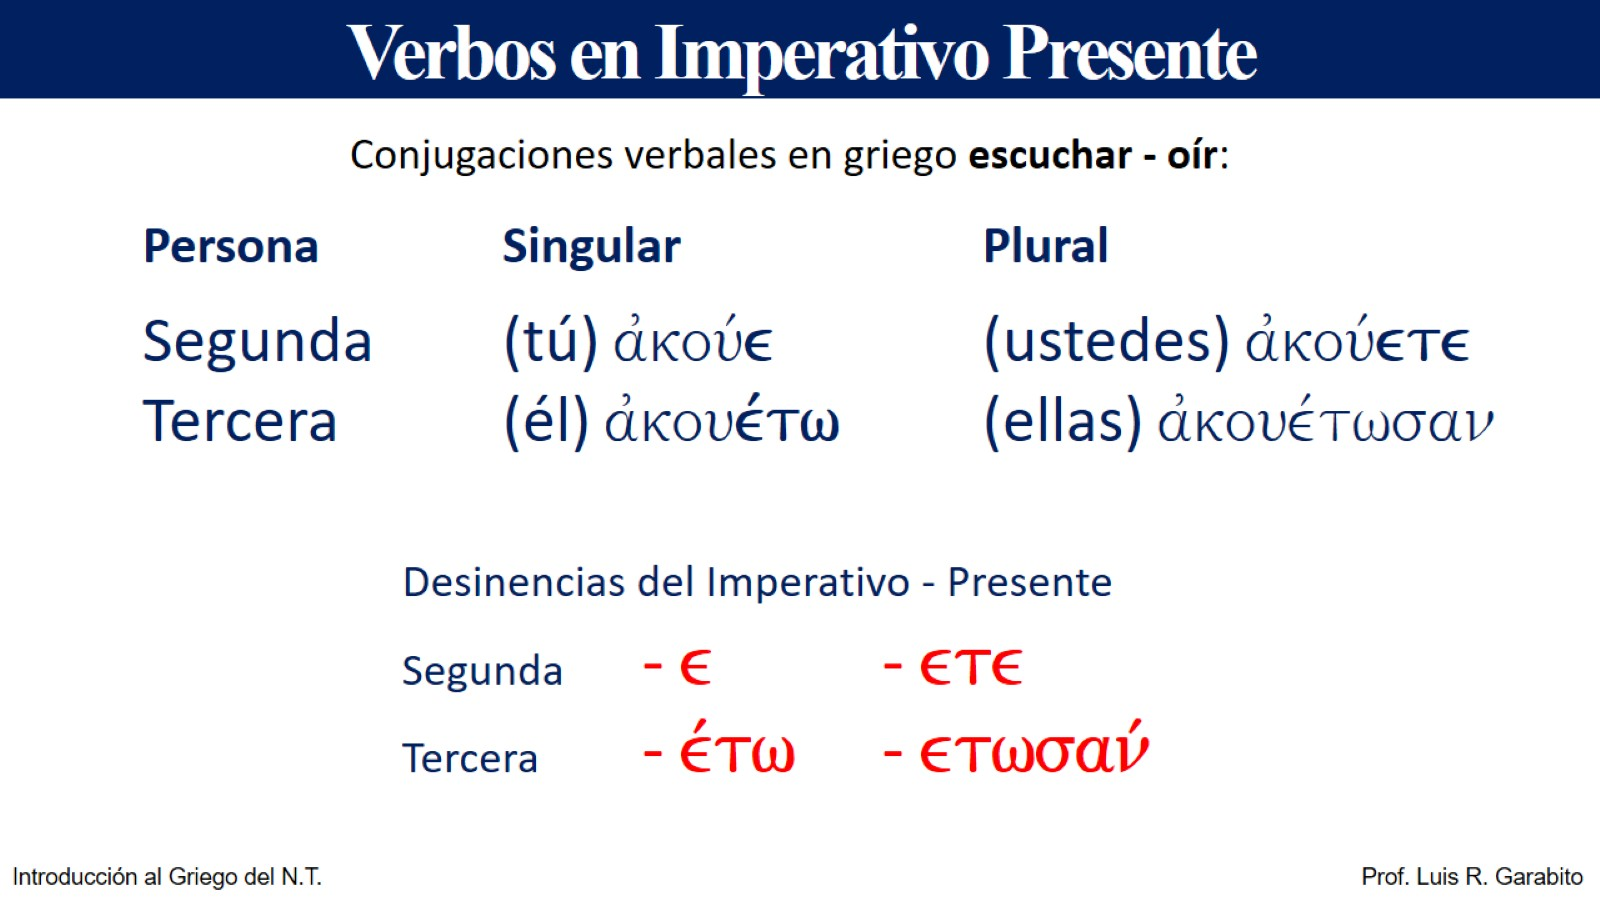 Verbos en Imperativo Presente
Conjugaciones verbales en griego escuchar - oír:
Persona Singular Plural
Segunda (tú) ἀκούε (ustedes) ἀκούετε
Tercera (él) ἀκουέτω (ellas) ἀκουέτωσαν
Desinencias del Imperativo - Presente
Segunda - ε - ετε
Tercera - έτω - ετωσαν́
Introducción al Griego del N.T. Prof. Luis R. Garabito